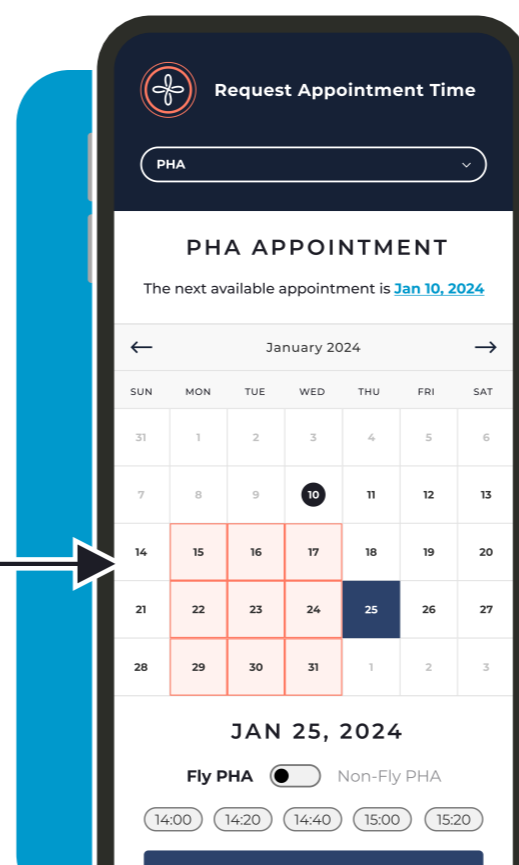 Request Appointment Time
PHA
PHA APPOINTMENT
The next available appointment is Jan 10, 2024
January 2024
SUN MON TUE WED THU FRI SAT
31 1 2 3 4 5 6
7 8 9 10 11 12 13
14 15 16 17 18 19 20
21 22 23 24 25 26 27
28 29 30 31 1 2 3
JAN 25, 2024
Fly PHA Non-Fly PHA
14:00 14:20 14:40 15:00 15:20